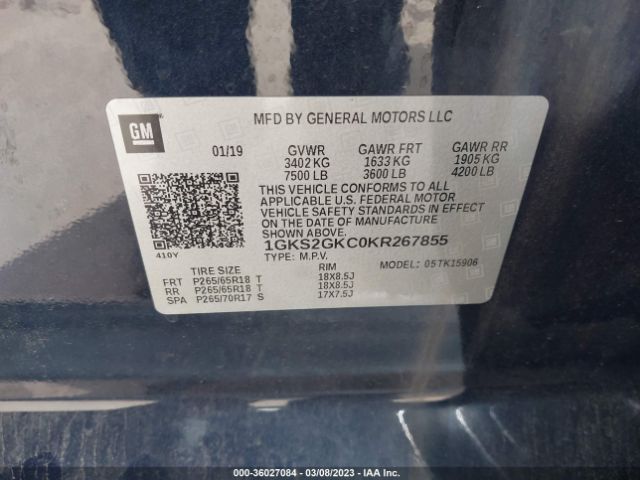 GM
MFD BY GENERAL MOTORS LLC
01/19 GVWR GAWR FRT GAWR RR
3402 KG 1633 KG 1905 KG
7500 LB 3600 LB 4200 LB
THIS VEHICLE CONFORMS TO ALL
APPLICABLE U.S. FEDERAL MOTOR
VEHICLE SAFETY STANDARDS IN EFFECT
ON THE DATE OF MANUFACTURE
SHOWN ABOVE.
1GKS2GKC0KR267855
410Y
TYPE: M.P.V. MODEL: 05TK15906
TIRE SIZE RIM
FRT P265/65R18 T 18X8.5J
RR P265/65R18 T 18X8.5J
SPA P265/70R17 S 17X7.5J
000-36027084 - 03/08/2023 - IAA Inc.